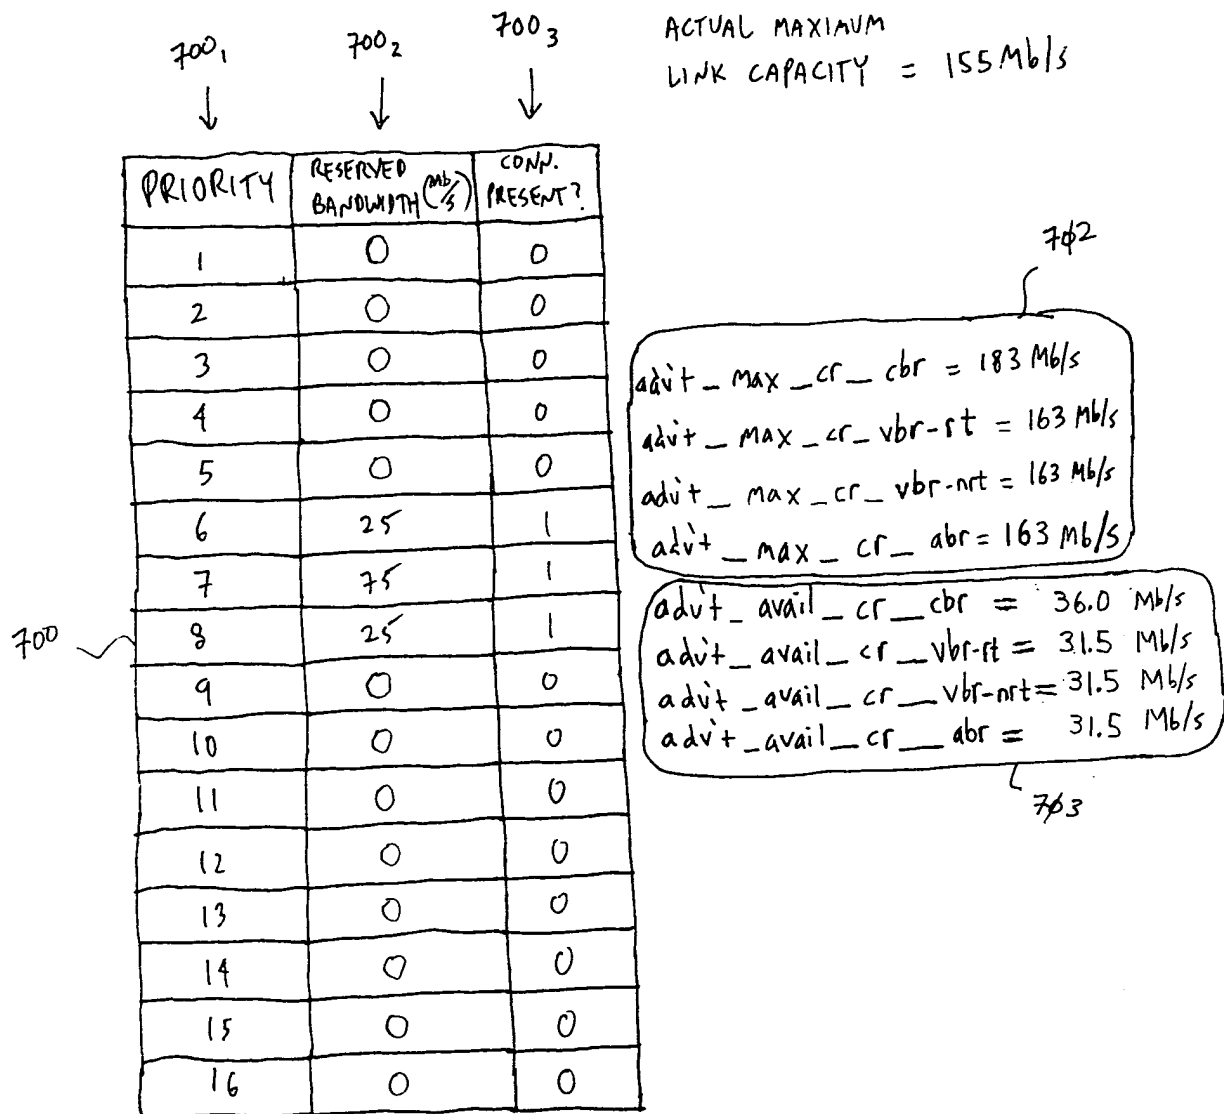 700₁ 700₂ 700₃
ACTUAL MAXIMUM
LINK CAPACITY = 155 Mb/s
PRIORITY RESERVED BANDWIDTH (Mb/s) CONN. PRESENT?
1 0 0
2 0 0
3 0 0
4 0 0
5 0 0
6 25 1
7 75 1
8 25 1
9 0 0
10 0 0
11 0 0
12 0 0
13 0 0
14 0 0
15 0 0
16 0 0
700
702
advt_max_cr_cbr = 183 Mb/s
advt_max_cr_vbr-rt = 163 Mb/s
advt_max_cr_vbr-nrt = 163 Mb/s
advt_max_cr_abr = 163 Mb/s
advt_avail_cr_cbr = 36.0 Mb/s
advt_avail_cr_vbr-rt = 31.5 Mb/s
advt_avail_cr_vbr-nrt = 31.5 Mb/s
advt_avail_cr_abr = 31.5 Mb/s
703